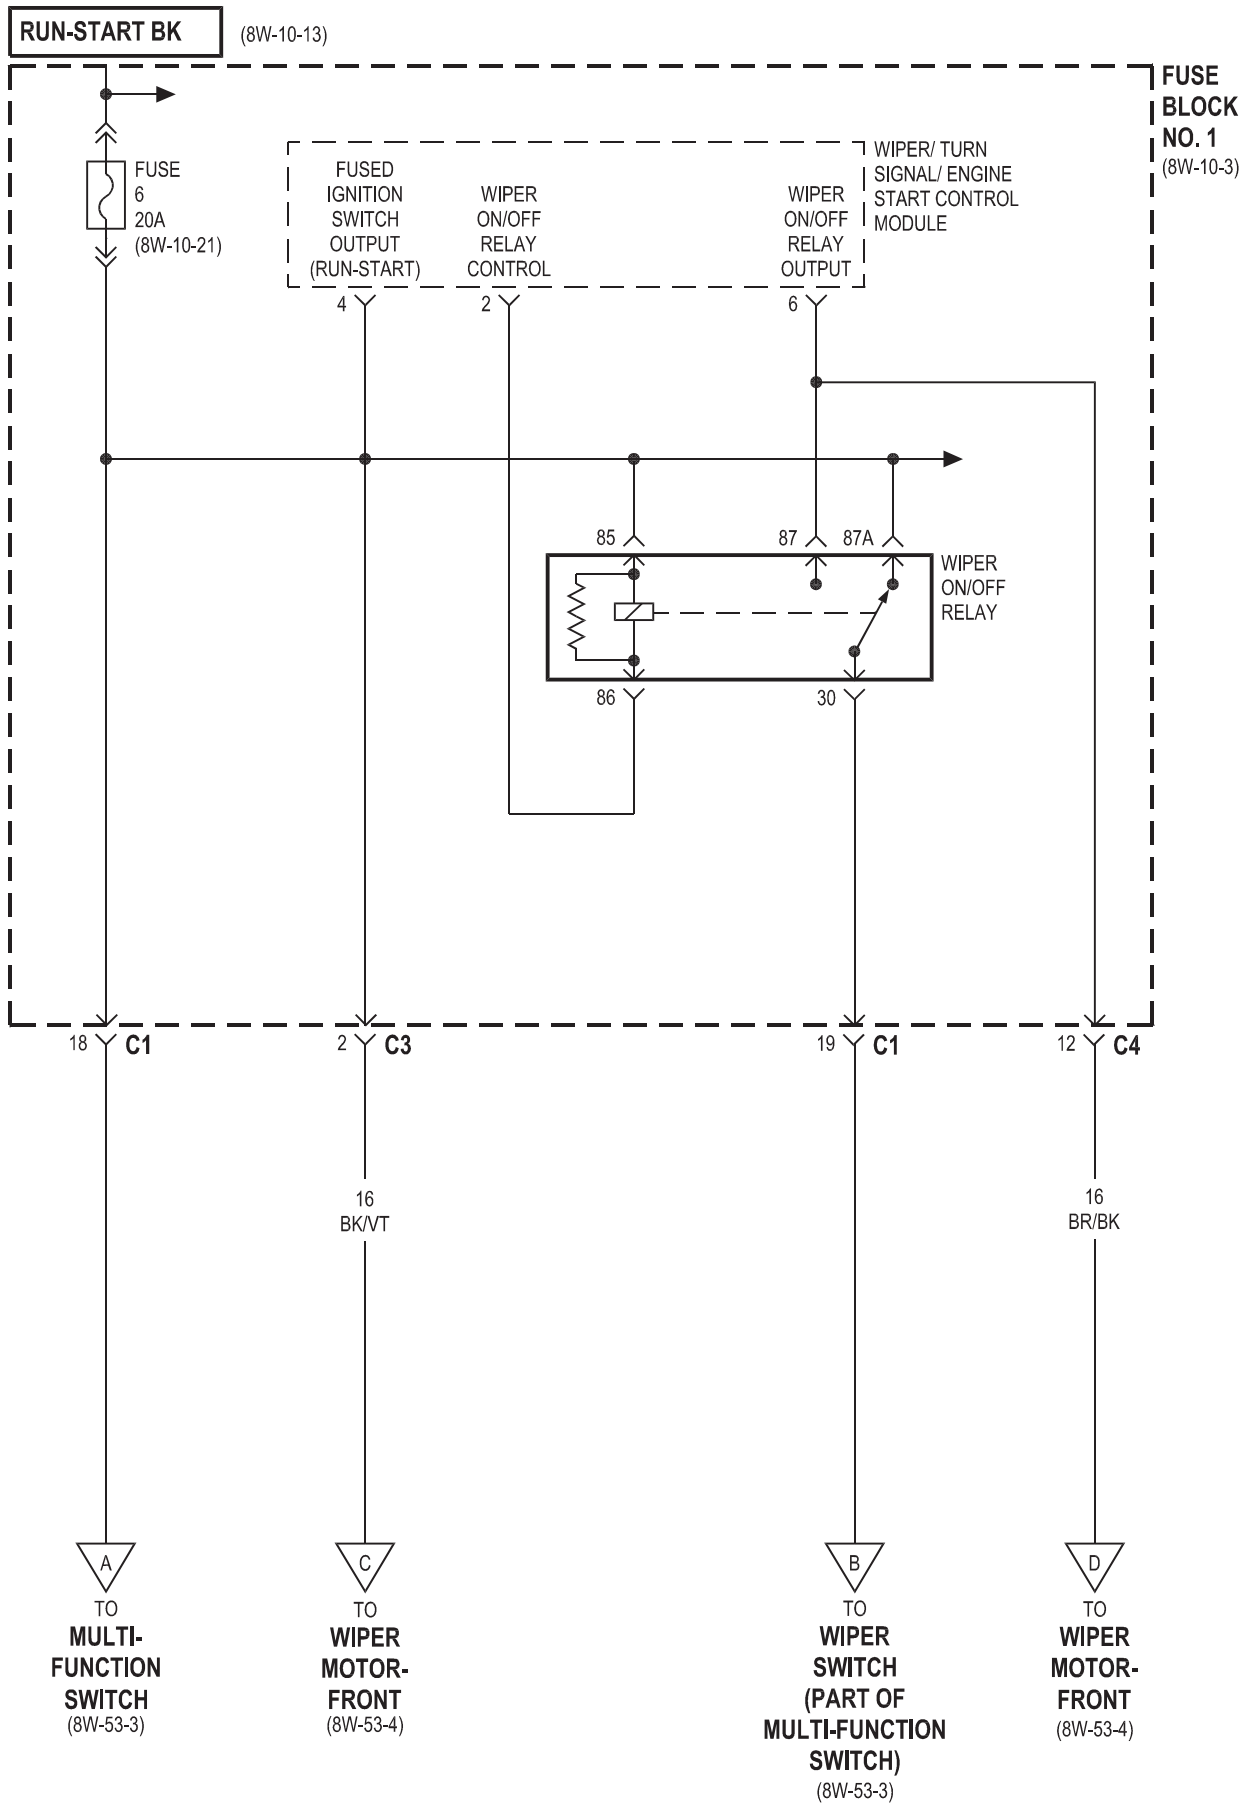 RUN-START BK
(8W-10-13)
FUSE
BLOCK
NO. 1
(8W-10-3)
FUSE
6
20A
(8W-10-21)
FUSED
IGNITION
SWITCH
OUTPUT
(RUN-START)
WIPER
ON/OFF
RELAY
CONTROL
WIPER
ON/OFF
RELAY
OUTPUT
WIPER/ TURN
SIGNAL/ ENGINE
START CONTROL
MODULE
4
2
6
85
87
87A
WIPER
ON/OFF
RELAY
86
30
18
C1
2
C3
19
C1
12
C4
16
BK/VT
16
BR/BK
A
TO
MULTI-
FUNCTION
SWITCH
(8W-53-3)
C
TO
WIPER
MOTOR-
FRONT
(8W-53-4)
B
TO
WIPER
SWITCH
(PART OF
MULTI-FUNCTION
SWITCH)
(8W-53-3)
D
TO
WIPER
MOTOR-
FRONT
(8W-53-4)